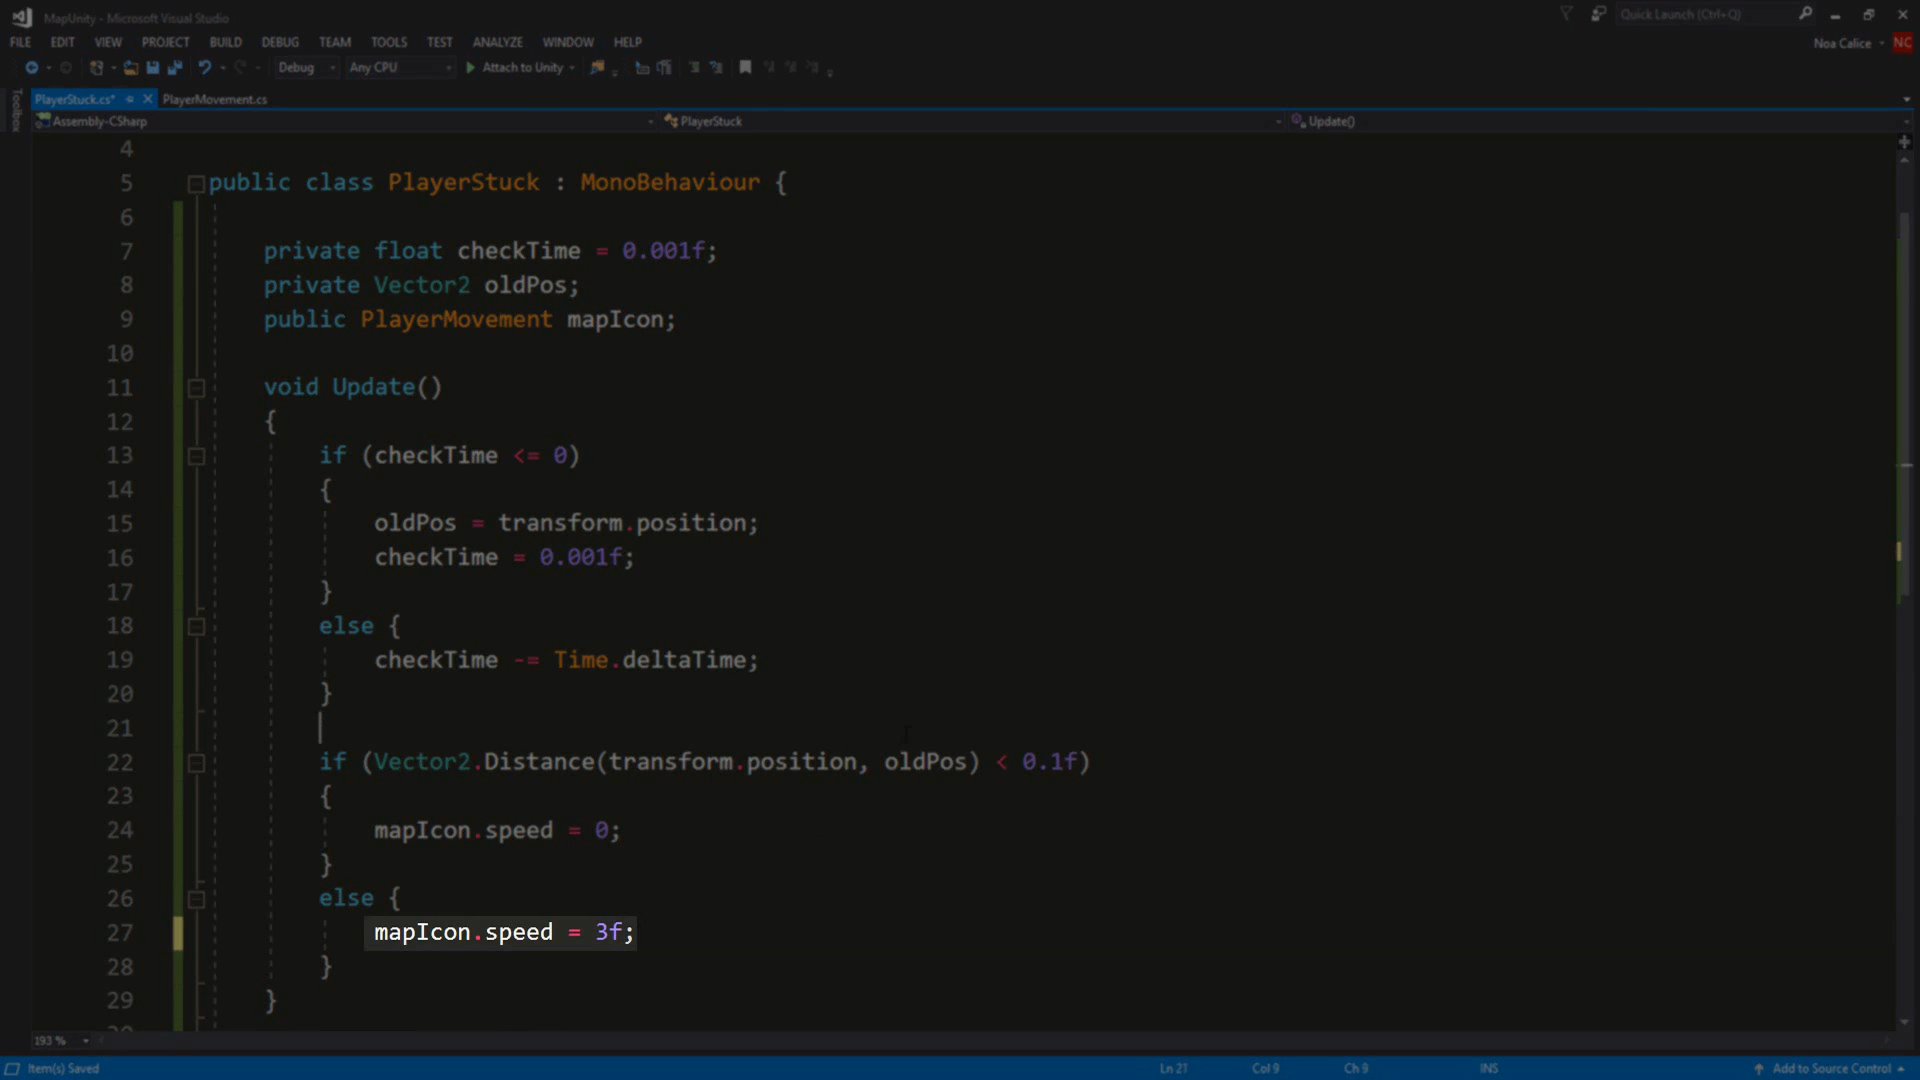 MapUnity - Microsoft Visual Studio
Quick Launch (Ctrl+Q)
FILE EDIT VIEW PROJECT BUILD DEBUG TEAM TOOLS TEST ANALYZE WINDOW HELP
Noa Calice NC
Debug Any CPU Attach to Unity
Toolbox
PlayerStuck.cs* PlayerMovement.cs
Assembly-CSharp PlayerStuck Update()
4
5 public class PlayerStuck : MonoBehaviour {
6
7 private float checkTime = 0.001f;
8 private Vector2 oldPos;
9 public PlayerMovement mapIcon;
10
11 void Update()
12 {
13 if (checkTime <= 0)
14 {
15 oldPos = transform.position;
16 checkTime = 0.001f;
17 }
18 else {
19 checkTime -= Time.deltaTime;
20 }
21
22 if (Vector2.Distance(transform.position, oldPos) < 0.1f)
23 {
24 mapIcon.speed = 0;
25 }
26 else {
27 mapIcon.speed = 3f;
28 }
29 }
193 %
Item(s) Saved Ln 21 Col 9 Ch 9 INS Add to Source Control